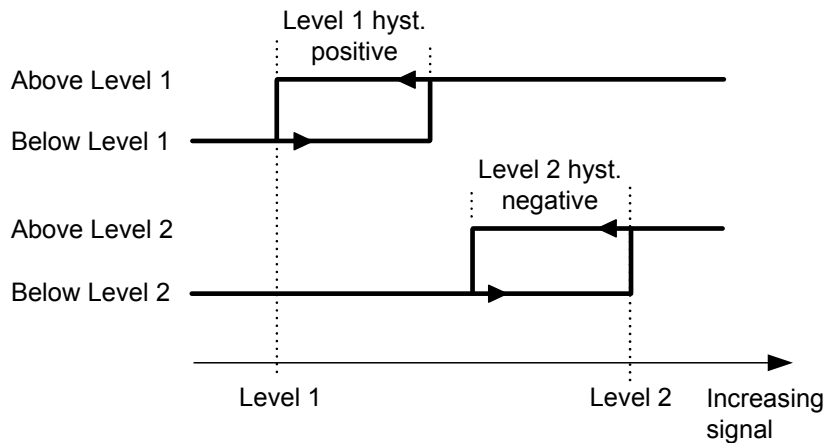 Level 1 hyst.
positive
Above Level 1
Below Level 1
Level 2 hyst.
negative
Above Level 2
Below Level 2
Level 1
Level 2
Increasing
signal